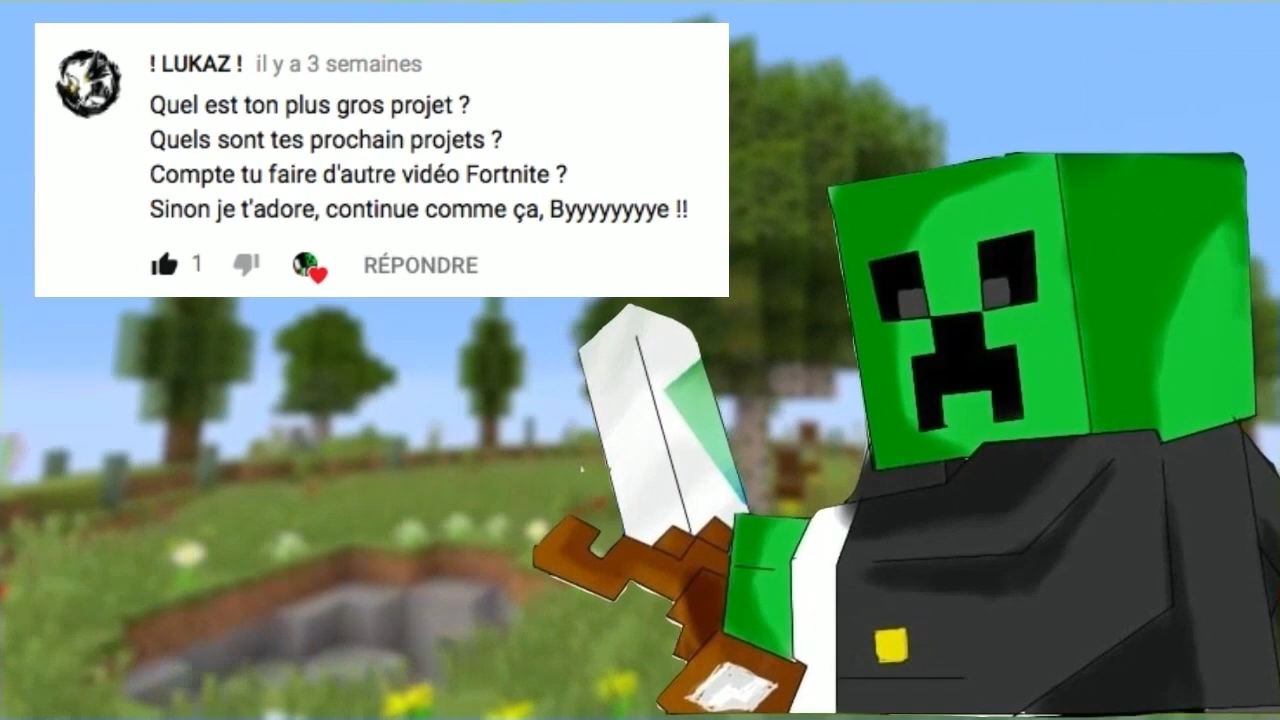 ! LUKAZ ! il y a 3 semaines
Quel est ton plus gros projet ?
Quels sont tes prochain projets ?
Compte tu faire d'autre vidéo Fortnite ?
Sinon je t'adore, continue comme ça, Byyyyyyyye !!
1 RÉPONDRE